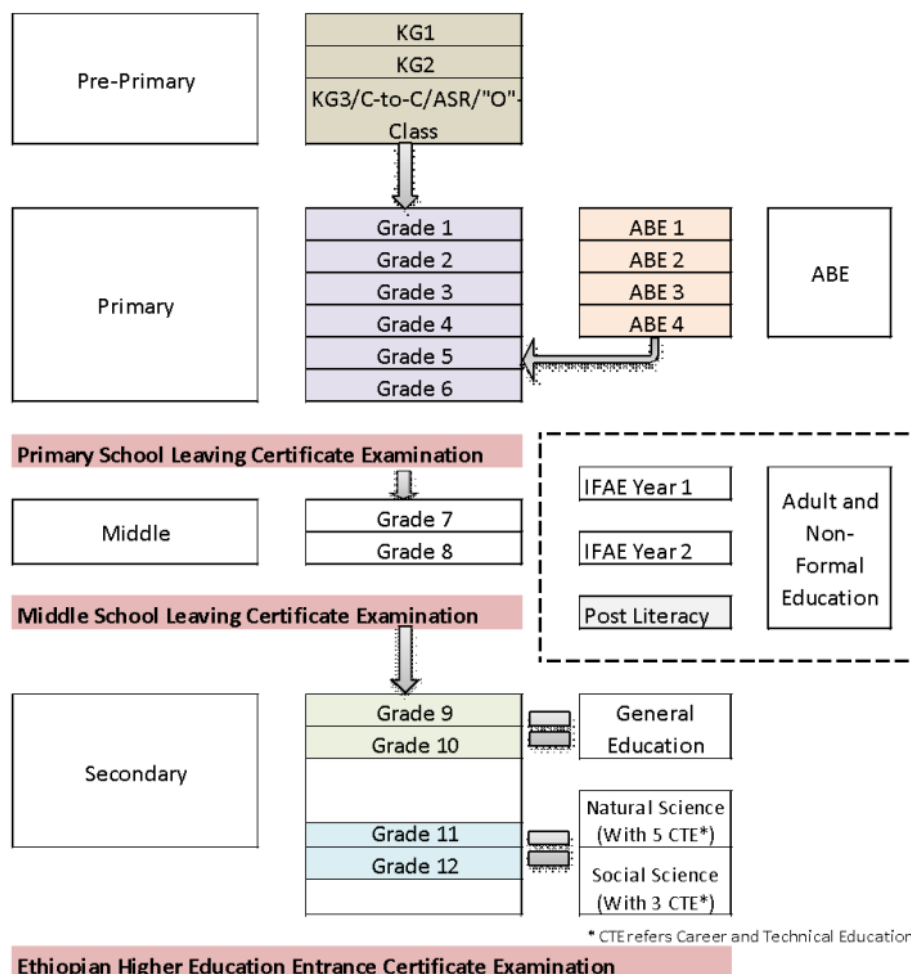 Pre-Primary
KG1
KG2
KG3/C-to-C/ASR/"O"-
Class
Primary
Grade 1
Grade 2
Grade 3
Grade 4
Grade 5
Grade 6
ABE 1
ABE 2
ABE 3
ABE 4
ABE
Primary School Leaving Certificate Examination
Middle
Grade 7
Grade 8
IFAE Year 1
IFAE Year 2
Post Literacy
Adult and
Non-
Formal
Education
Middle School Leaving Certificate Examination
Secondary
Grade 9
Grade 10
General
Education
Grade 11
Grade 12
Natural Science
(With 5 CTE*)
Social Science
(With 3 CTE*)
* CTE refers Career and Technical Education
Ethiopian Higher Education Entrance Certificate Examination